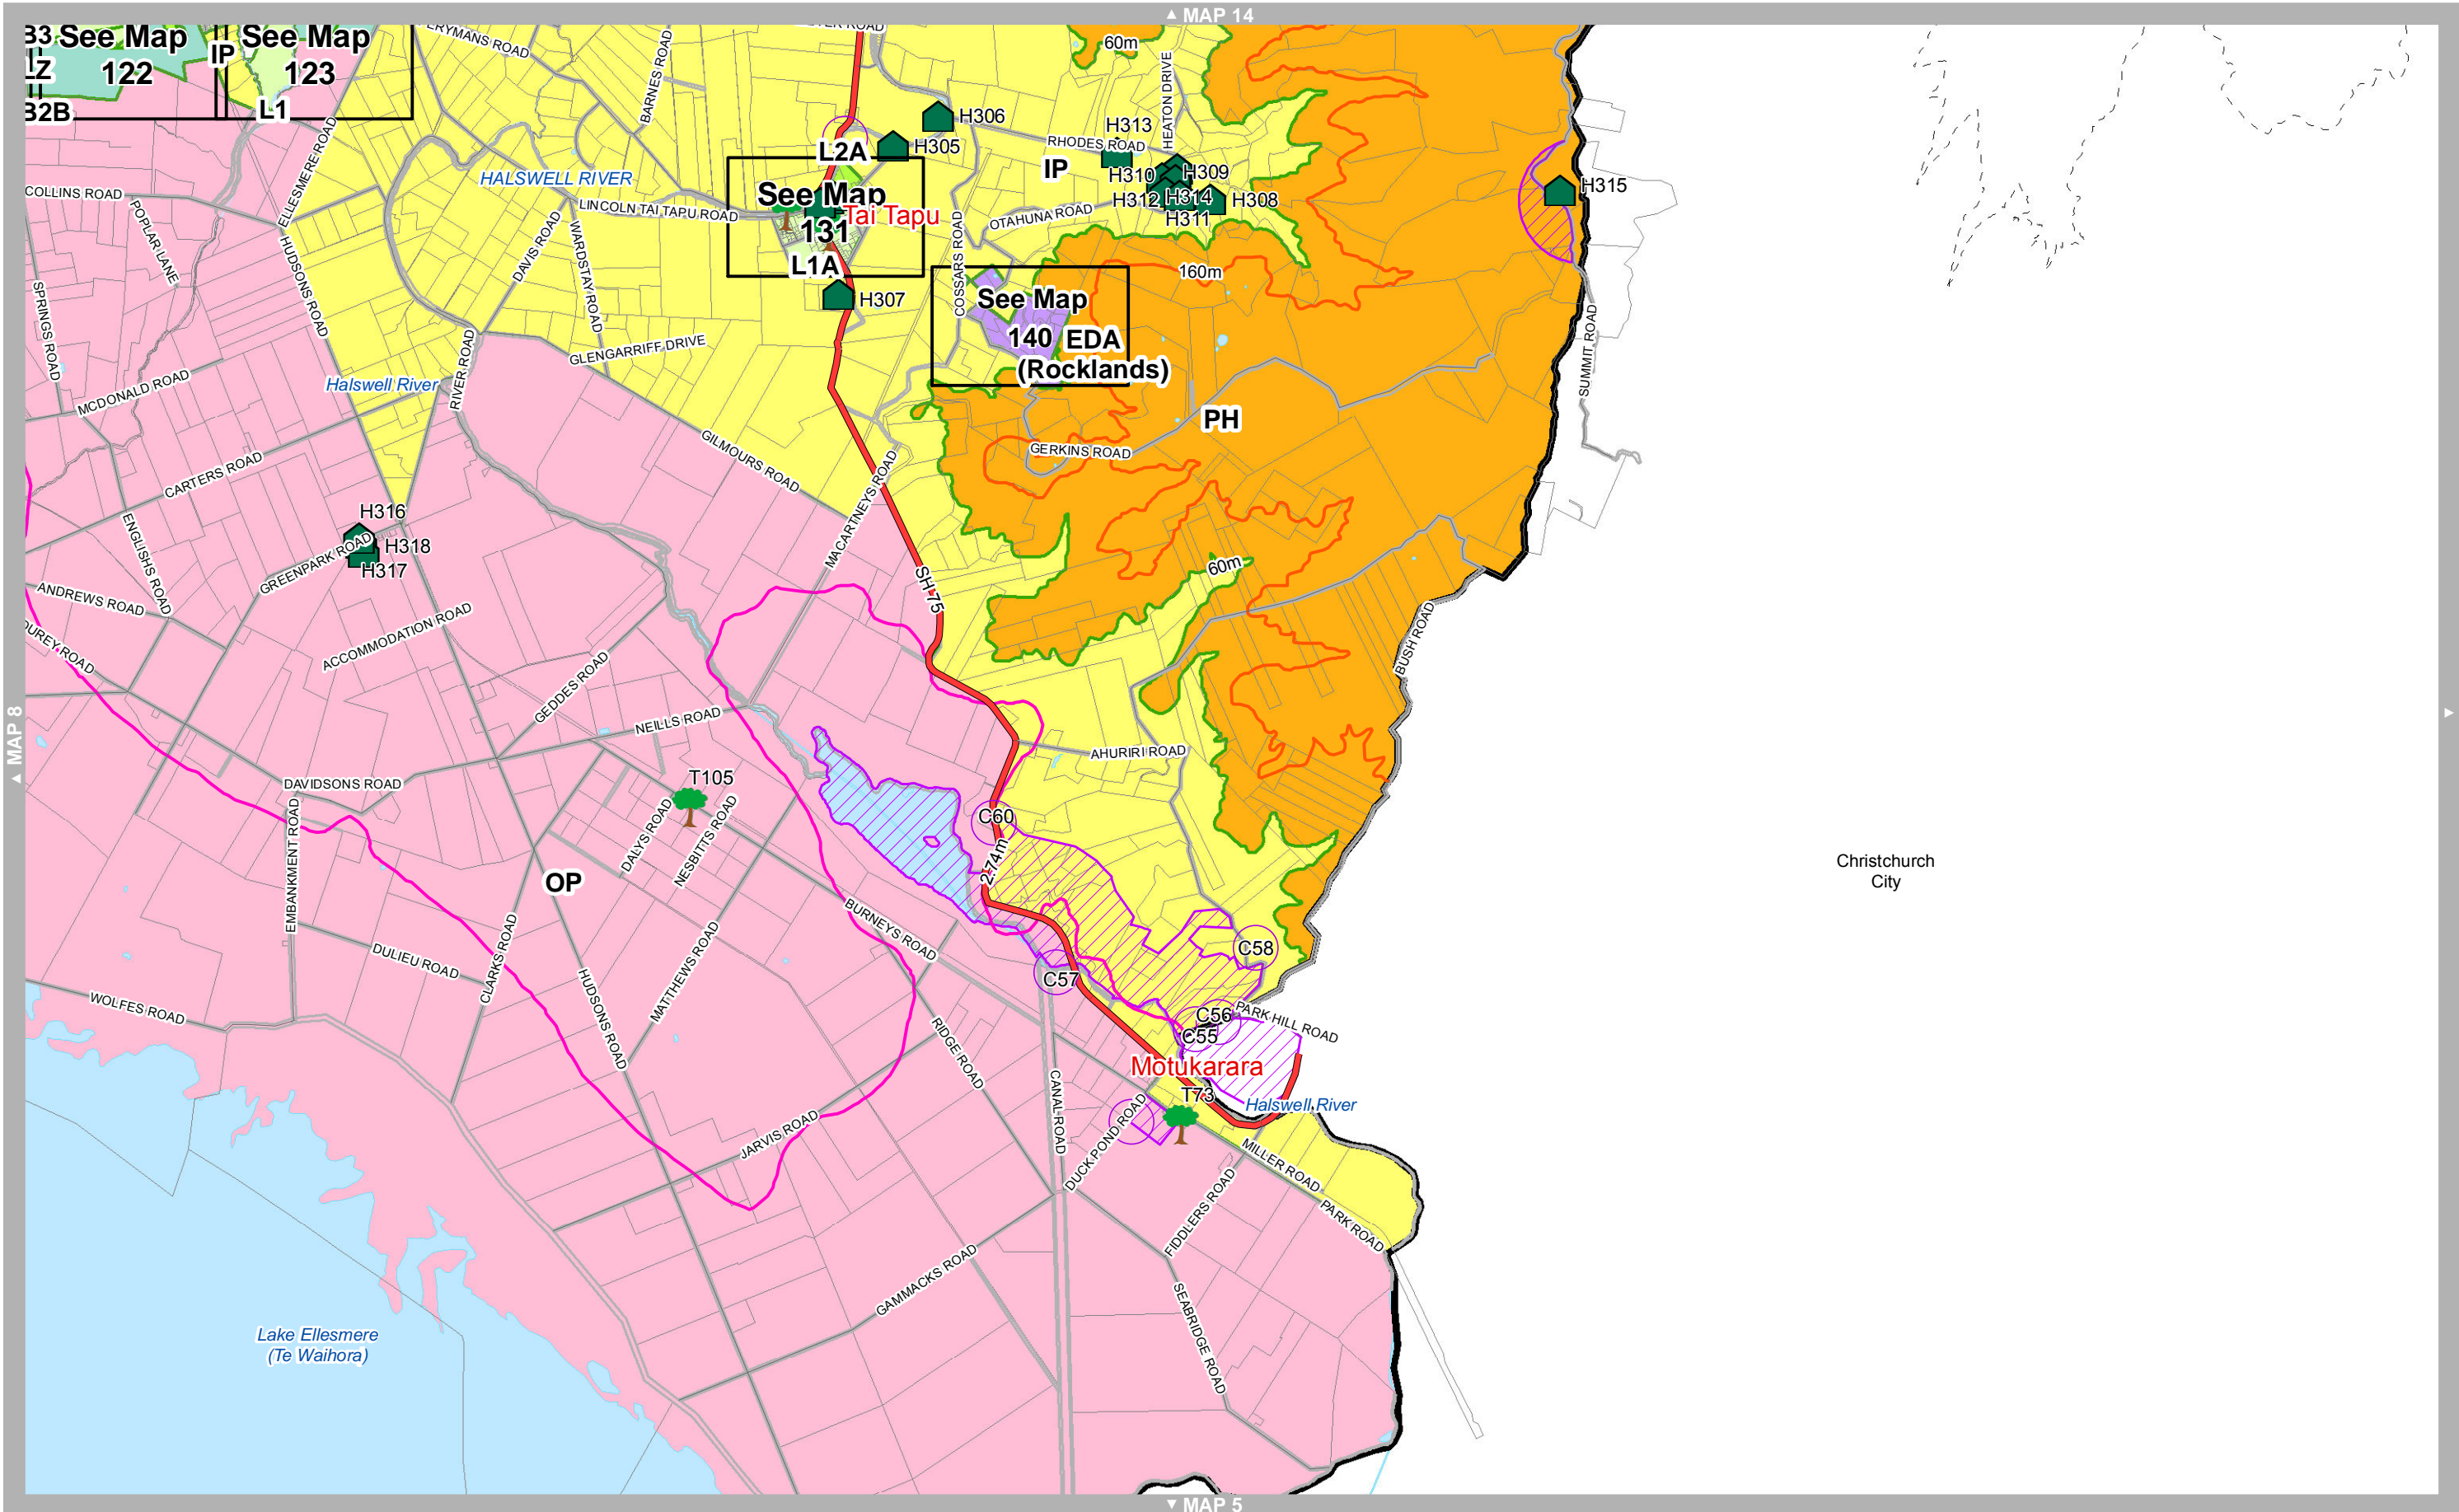 ▲ MAP 14
B3
See Map
122
IP
See Map
123
LZ
B2B
L1
BARNES ROAD
60m
HEATON DRIVE
H306
H305
L2A
H313
RHODES ROAD
IP
H310
H309
H312
H314
H308
H311
H315
ELLESMERE ROAD
HALSWELL RIVER
COLLINS ROAD
POPLAR LANE
LINCOLN TAI TAPU ROAD
See Map
131
Tai Tapu
L1A
OTAHUNA ROAD
COSSARS ROAD
DAVIS ROAD
WARDSTAY ROAD
HUDSONS ROAD
SPRINGS ROAD
H307
160m
See Map
140
EDA
(Rocklands)
SUMMIT ROAD
GLENGARRIFF DRIVE
RIVER ROAD
Halswell River
MCDONALD ROAD
PH
GERKINS ROAD
GILMOURS ROAD
CARTERS ROAD
MACARTNEYS ROAD
H316
H318
H317
GREENPARK ROAD
ENGLISHS ROAD
ANDREWS ROAD
SH 75
60m
BUSH ROAD
ACCOMMODATION ROAD
GEDDES ROAD
NEILLS ROAD
◄ MAP 8
AHURIRI ROAD
DAVIDSONS ROAD
T105
EMBANKMENT ROAD
DALYS ROAD
NESBITTS ROAD
C60
2.74m
OP
Christchurch
City
BURNEYS ROAD
CLARKS ROAD
DULIEU ROAD
HUDSONS ROAD
MATTHEWS ROAD
C58
C57
WOLFES ROAD
C56
C55
PARK HILL ROAD
RIDGE ROAD
Motukarara
T73
Halswell River
CANAL ROAD
DUCK POND ROAD
JARVIS ROAD
MILLER ROAD
FIDDLERS ROAD
PARK ROAD
GAMMACKS ROAD
SEABRIDGE ROAD
Lake Ellesmere
(Te Waihora)
▼ MAP 5